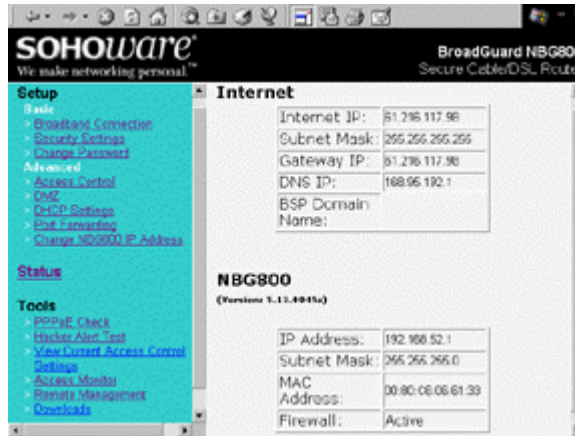 SOHOware
We make networking personal.™
BroadGuard NBG80
Secure Cable/DSL Route
Setup
Basic
> Broadband Connection
> Security Settings
> Change Password
Advanced
> Access Control
> DMZ
> DHCP Settings
> Port Forwarding
> Change NBG800 IP Address
Status
Tools
> PPPoE Check
> Hacker Alert Test
> View Current Access Control
Settings
> Access Monitor
> Remote Management
> Downloads
Internet
Internet IP: 61.216.117.98
Subnet Mask: 255.255.255.255
Gateway IP: 61.216.117.98
DNS IP: 168.95.192.1
BSP Domain
Name:
NBG800
IP Address: 192.168.52.1
Subnet Mask: 255.255.255.0
MAC
Address: 00:80:C6:06:61:33
Firewall: Active